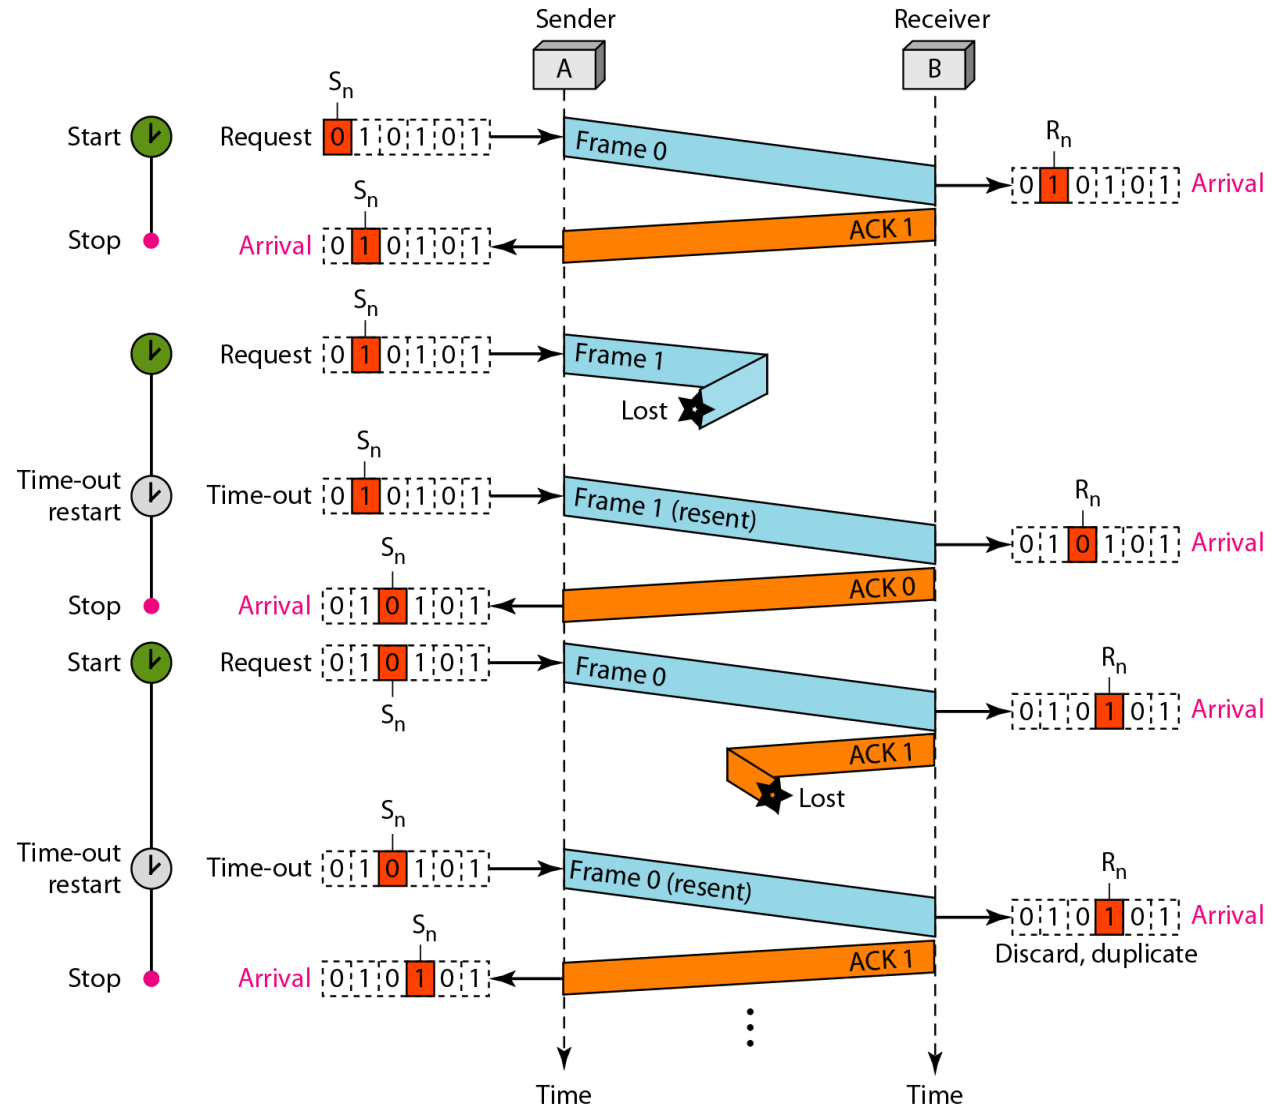 Sender Receiver
A B
Sn
Start Request 0 1 0 1 0 1 Frame 0
Rn
0 1 0 1 0 1 Arrival
Sn
Stop Arrival 0 1 0 1 0 1 ACK 1
Sn
Request 0 1 0 1 0 1 Frame 1
Lost
Sn
Time-out
restart
Time-out 0 1 0 1 0 1 Frame 1 (resent)
Rn
0 1 0 1 0 1 Arrival
Sn
Stop Arrival 0 1 0 1 0 1 ACK 0
Start Request 0 1 0 1 0 1 Frame 0
Sn
Rn
0 1 0 1 0 1 Arrival
ACK 1
Lost
Sn
Time-out
restart
Time-out 0 1 0 1 0 1 Frame 0 (resent)
Rn
0 1 0 1 0 1 Arrival
Discard, duplicate
Sn
Stop Arrival 0 1 0 1 0 1 ACK 1
Time Time